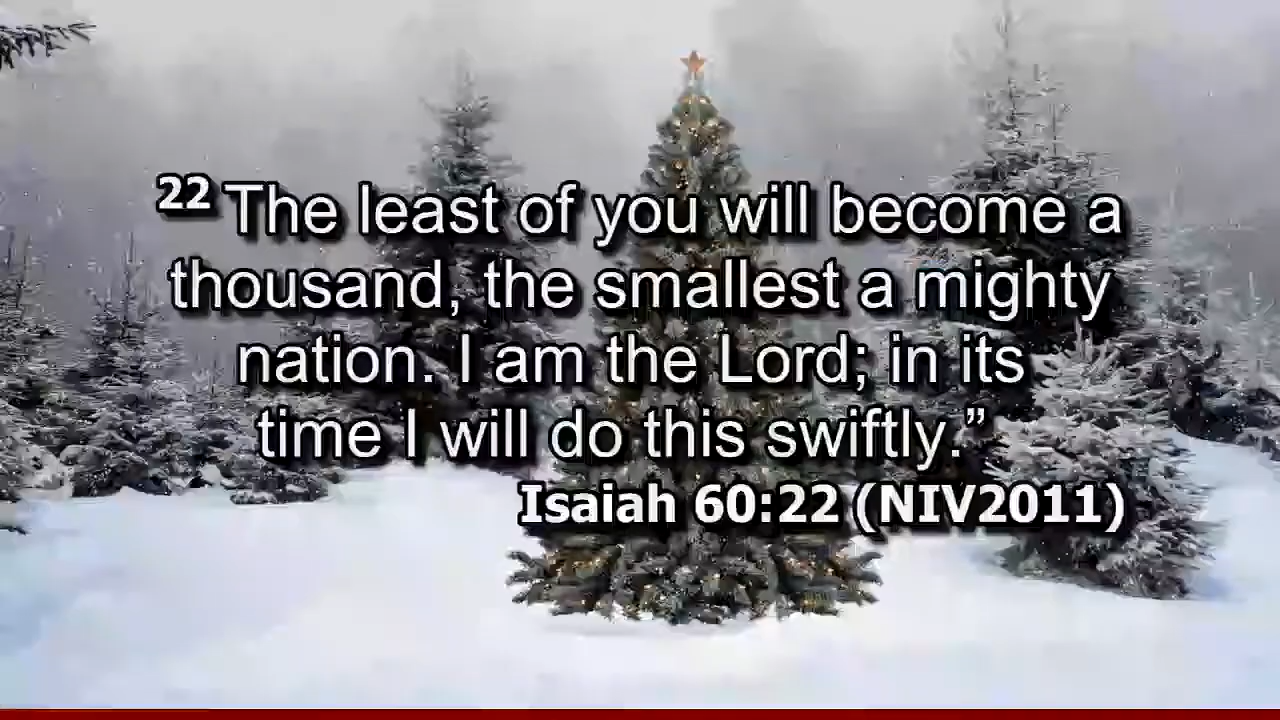 22 The least of you will become a
thousand, the smallest a mighty
nation. I am the Lord; in its
time I will do this swiftly.”
Isaiah 60:22 (NIV2011)